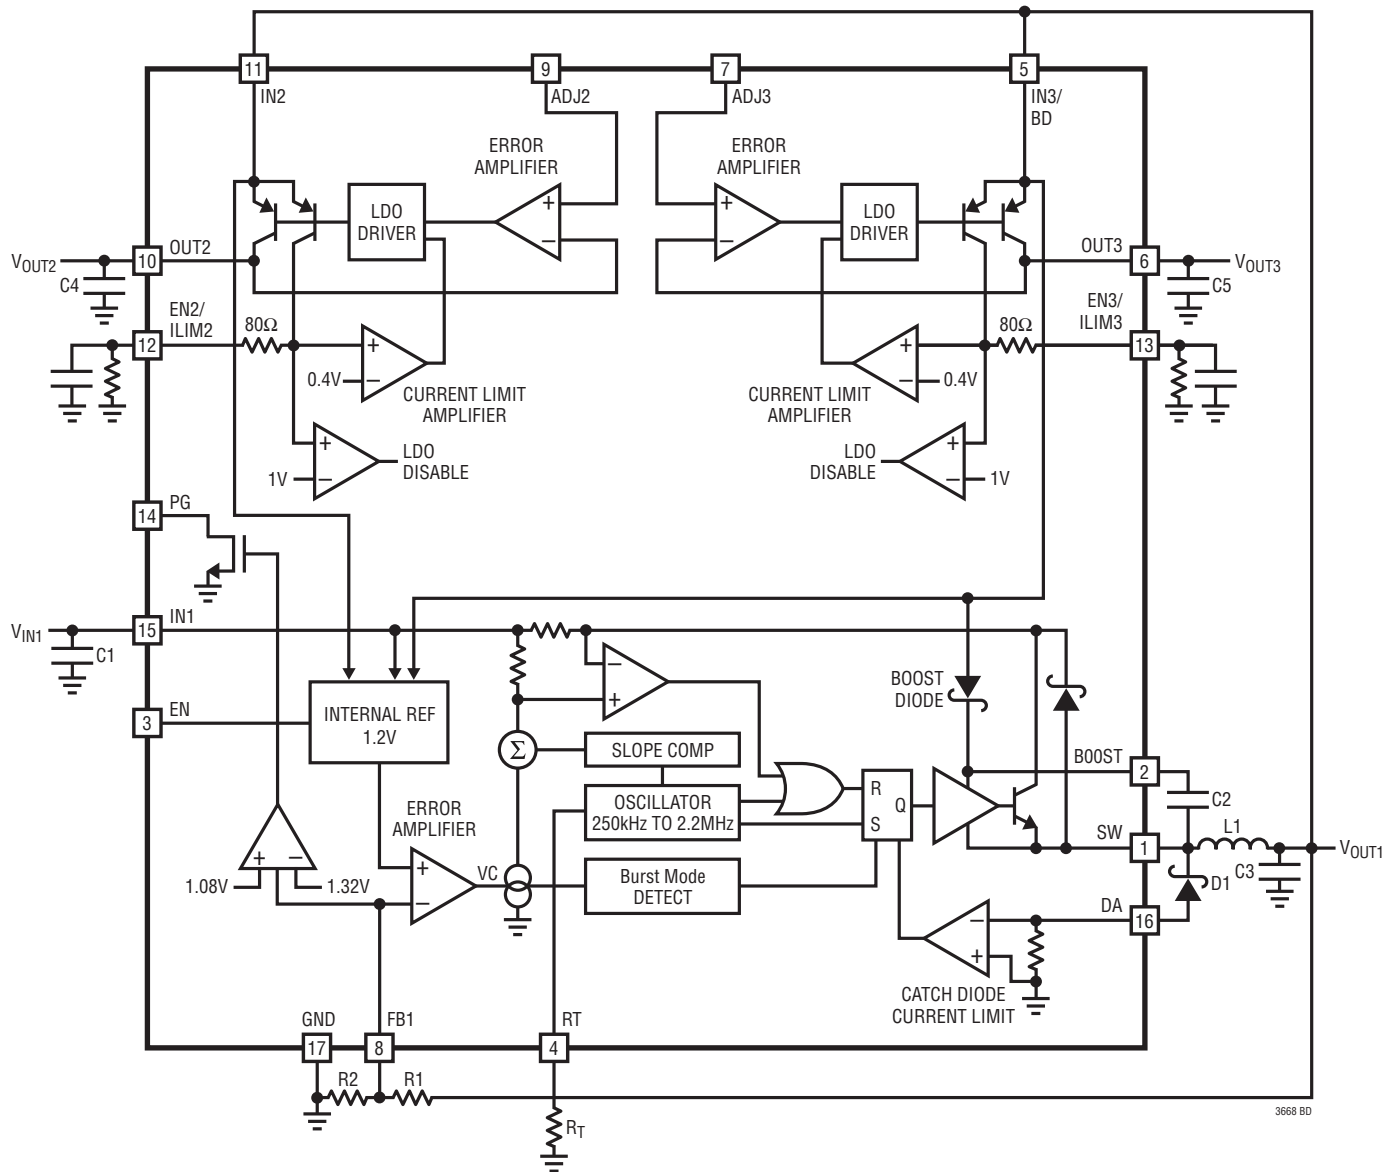 11
9
7
5
IN2
ADJ2
ADJ3
IN3/
BD
ERROR
AMPLIFIER
ERROR
AMPLIFIER
LDO
DRIVER
+
–
+
–
LDO
DRIVER
VOUT2
10
OUT2
C4
OUT3
6
VOUT3
C5
EN2/
ILIM2
12
80Ω
+
0.4V
–
CURRENT LIMIT
AMPLIFIER
EN3/
ILIM3
13
80Ω
+
–
0.4V
CURRENT LIMIT
AMPLIFIER
+
1V
–
LDO
DISABLE
LDO
DISABLE
+
–
1V
14
PG
VIN1
15
IN1
C1
–
+
3
EN
INTERNAL REF
1.2V
Σ
SLOPE COMP
OSCILLATOR
250kHz TO 2.2MHz
BOOST
DIODE
R
S
Q
B00ST
2
C2
SW
1
L1
VOUT1
C3
D1
DA
16
ERROR
AMPLIFIER
+
–
VC
Burst Mode
DETECT
+ –
1.08V
1.32V
–
+
CATCH DIODE
CURRENT LIMIT
GND
17
FB1
8
RT
4
R2
R1
RT
3668 BD